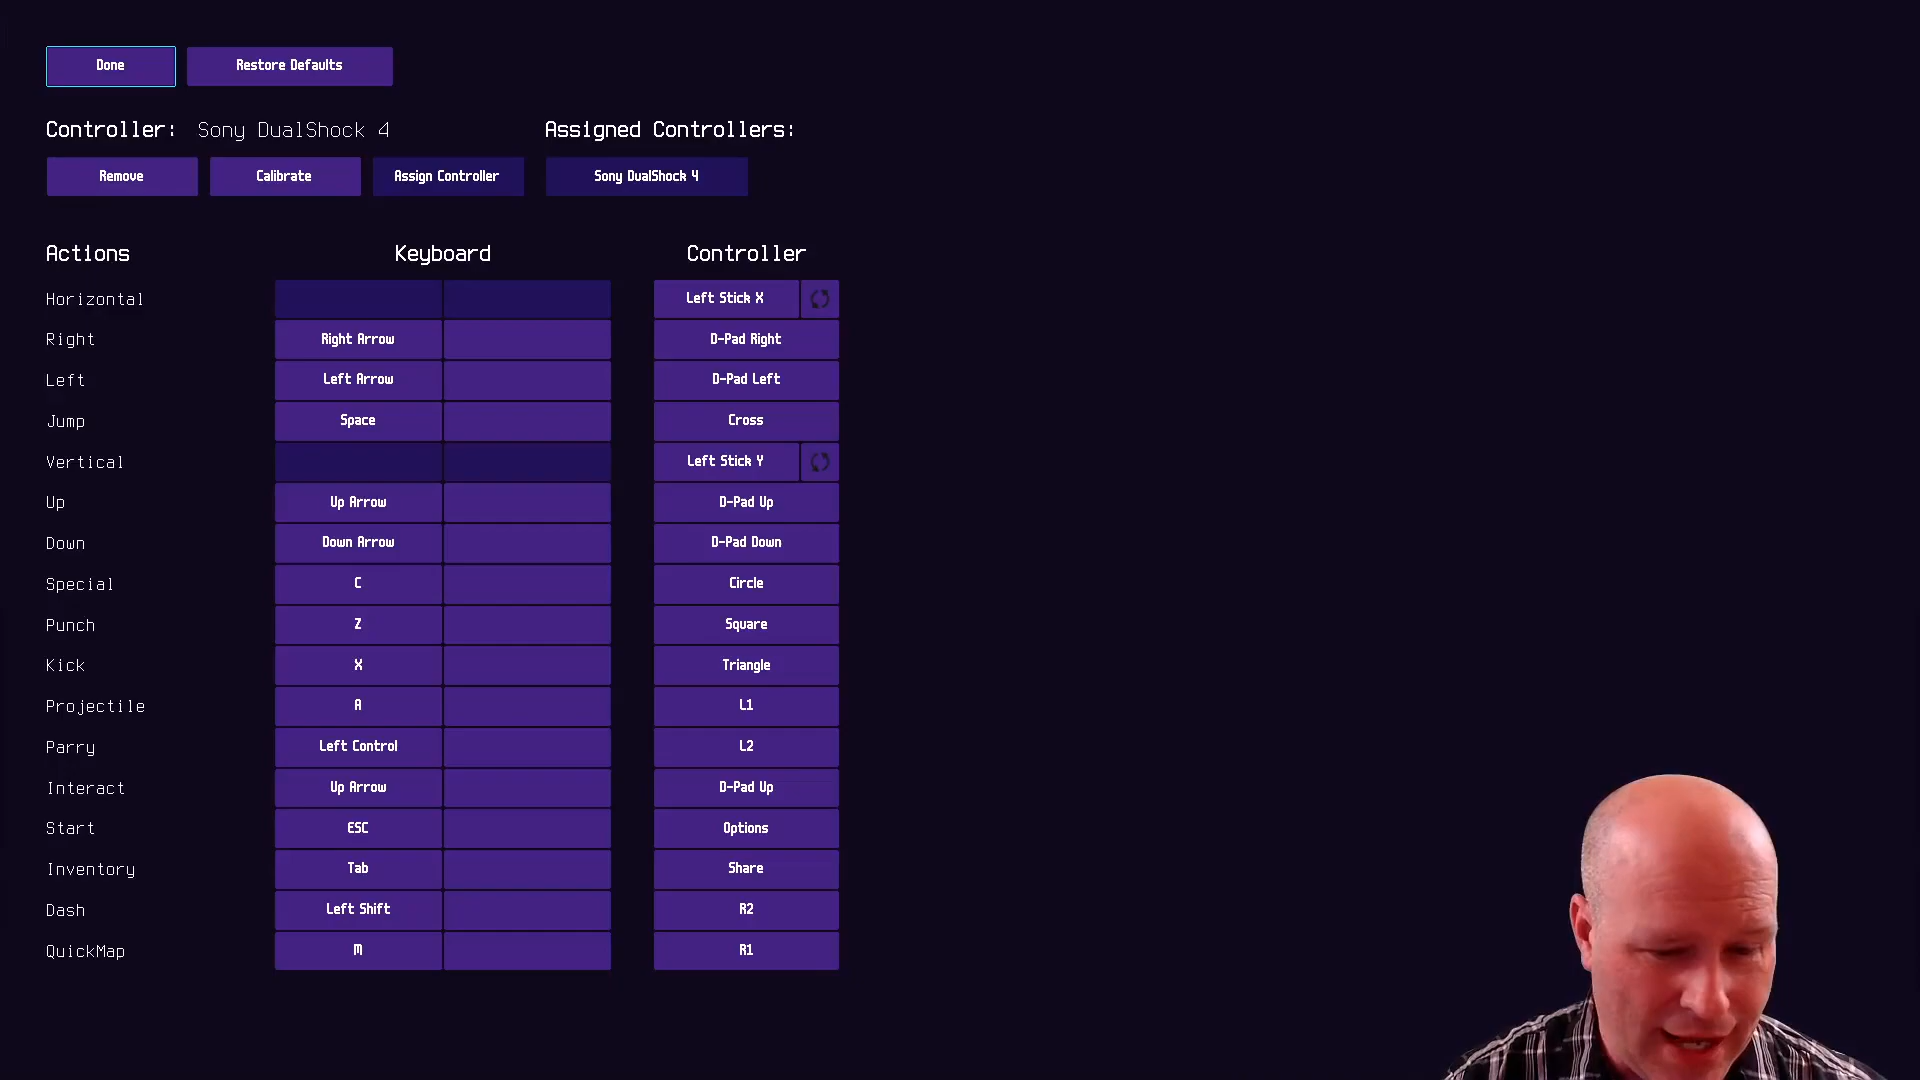 Done Restore Defaults
Controller: Sony DualShock 4 Assigned Controllers:
Remove Calibrate Assign Controller Sony DualShock 4
Actions Keyboard Controller
Horizontal Left Stick X
Right Right Arrow D-Pad Right
Left Left Arrow D-Pad Left
Jump Space Cross
Vertical Left Stick Y
Up Up Arrow D-Pad Up
Down Down Arrow D-Pad Down
Special C Circle
Punch Z Square
Kick X Triangle
Projectile A L1
Parry Left Control L2
Interact Up Arrow D-Pad Up
Start ESC Options
Inventory Tab Share
Dash Left Shift R2
QuickMap M R1